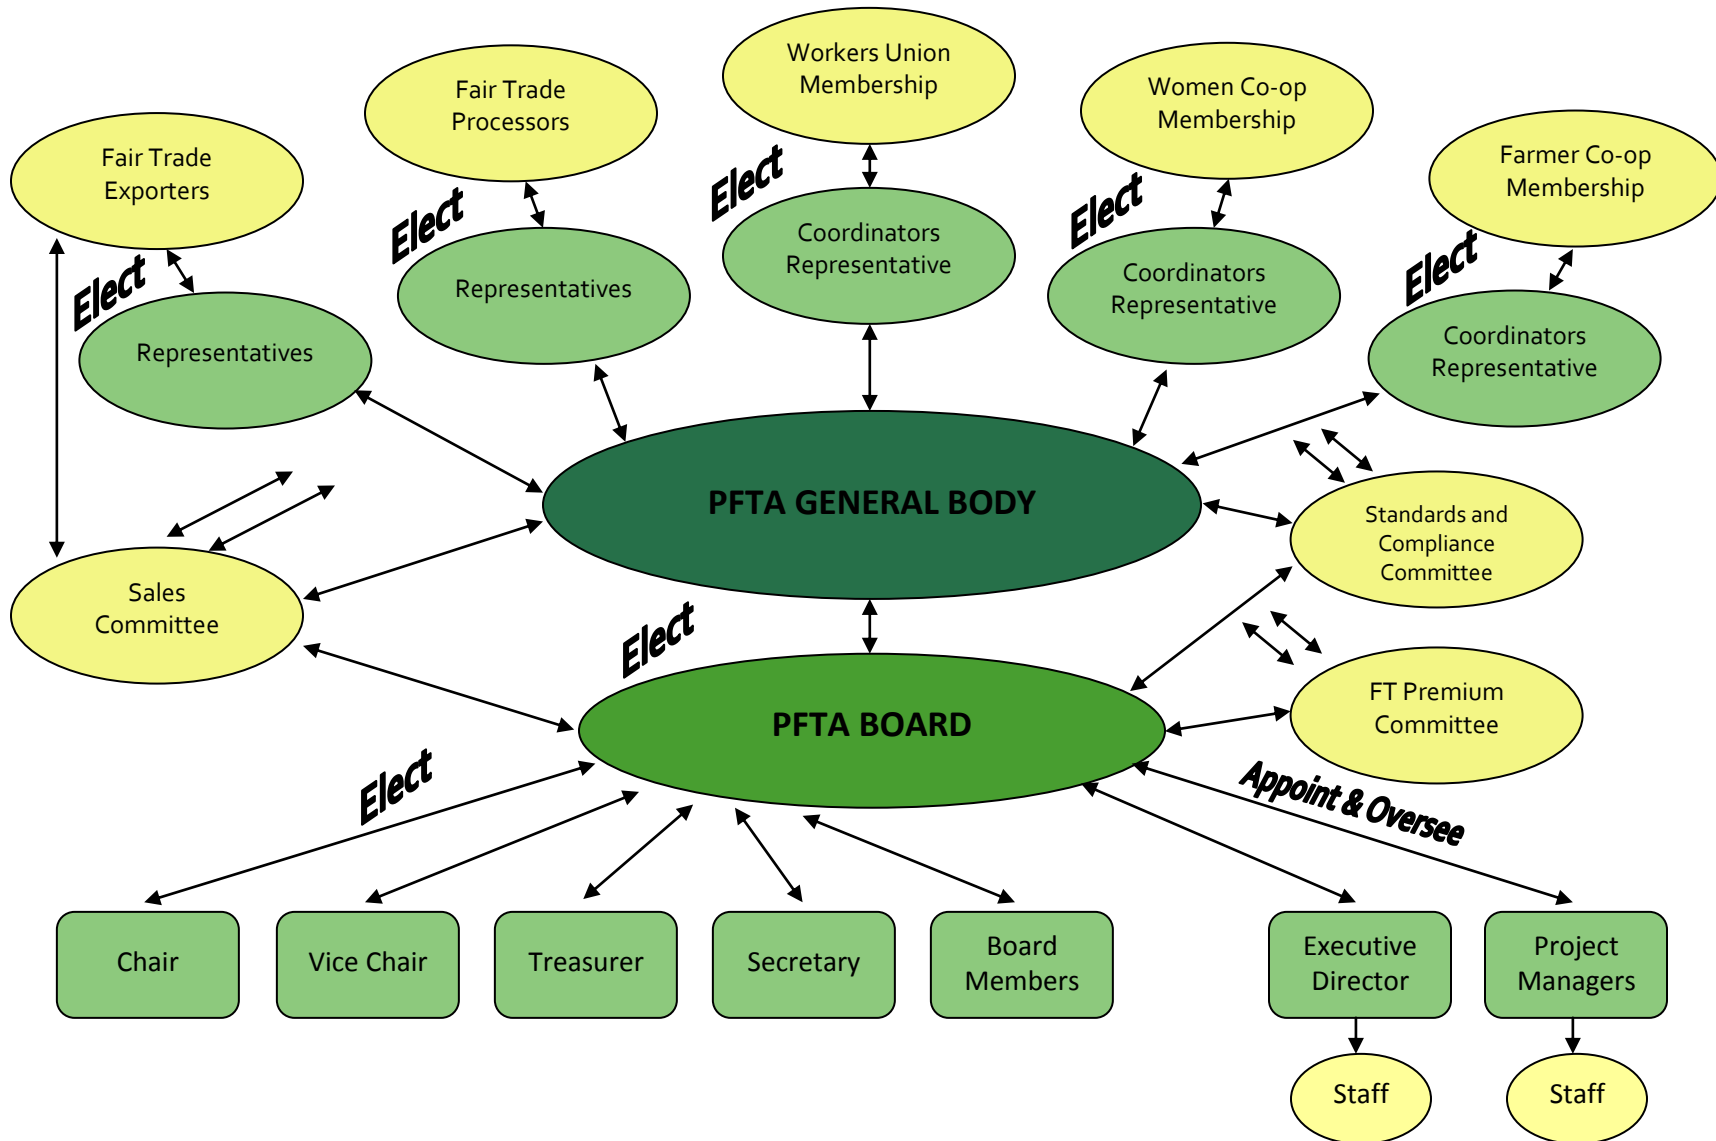 Workers Union
Membership
Fair Trade
Processors
Women Co-op
Membership
Fair Trade
Exporters
Farmer Co-op
Membership
Elect
Elect
Elect
Elect
Elect
Representatives
Representatives
Coordinators
Representative
Coordinators
Representative
Coordinators
Representative
PFTA GENERAL BODY
Standards and
Compliance
Committee
Sales
Committee
Elect
FT Premium
Committee
PFTA BOARD
Elect
Appoint & Oversee
Chair
Vice Chair
Treasurer
Secretary
Board
Members
Executive
Director
Project
Managers
Staff
Staff